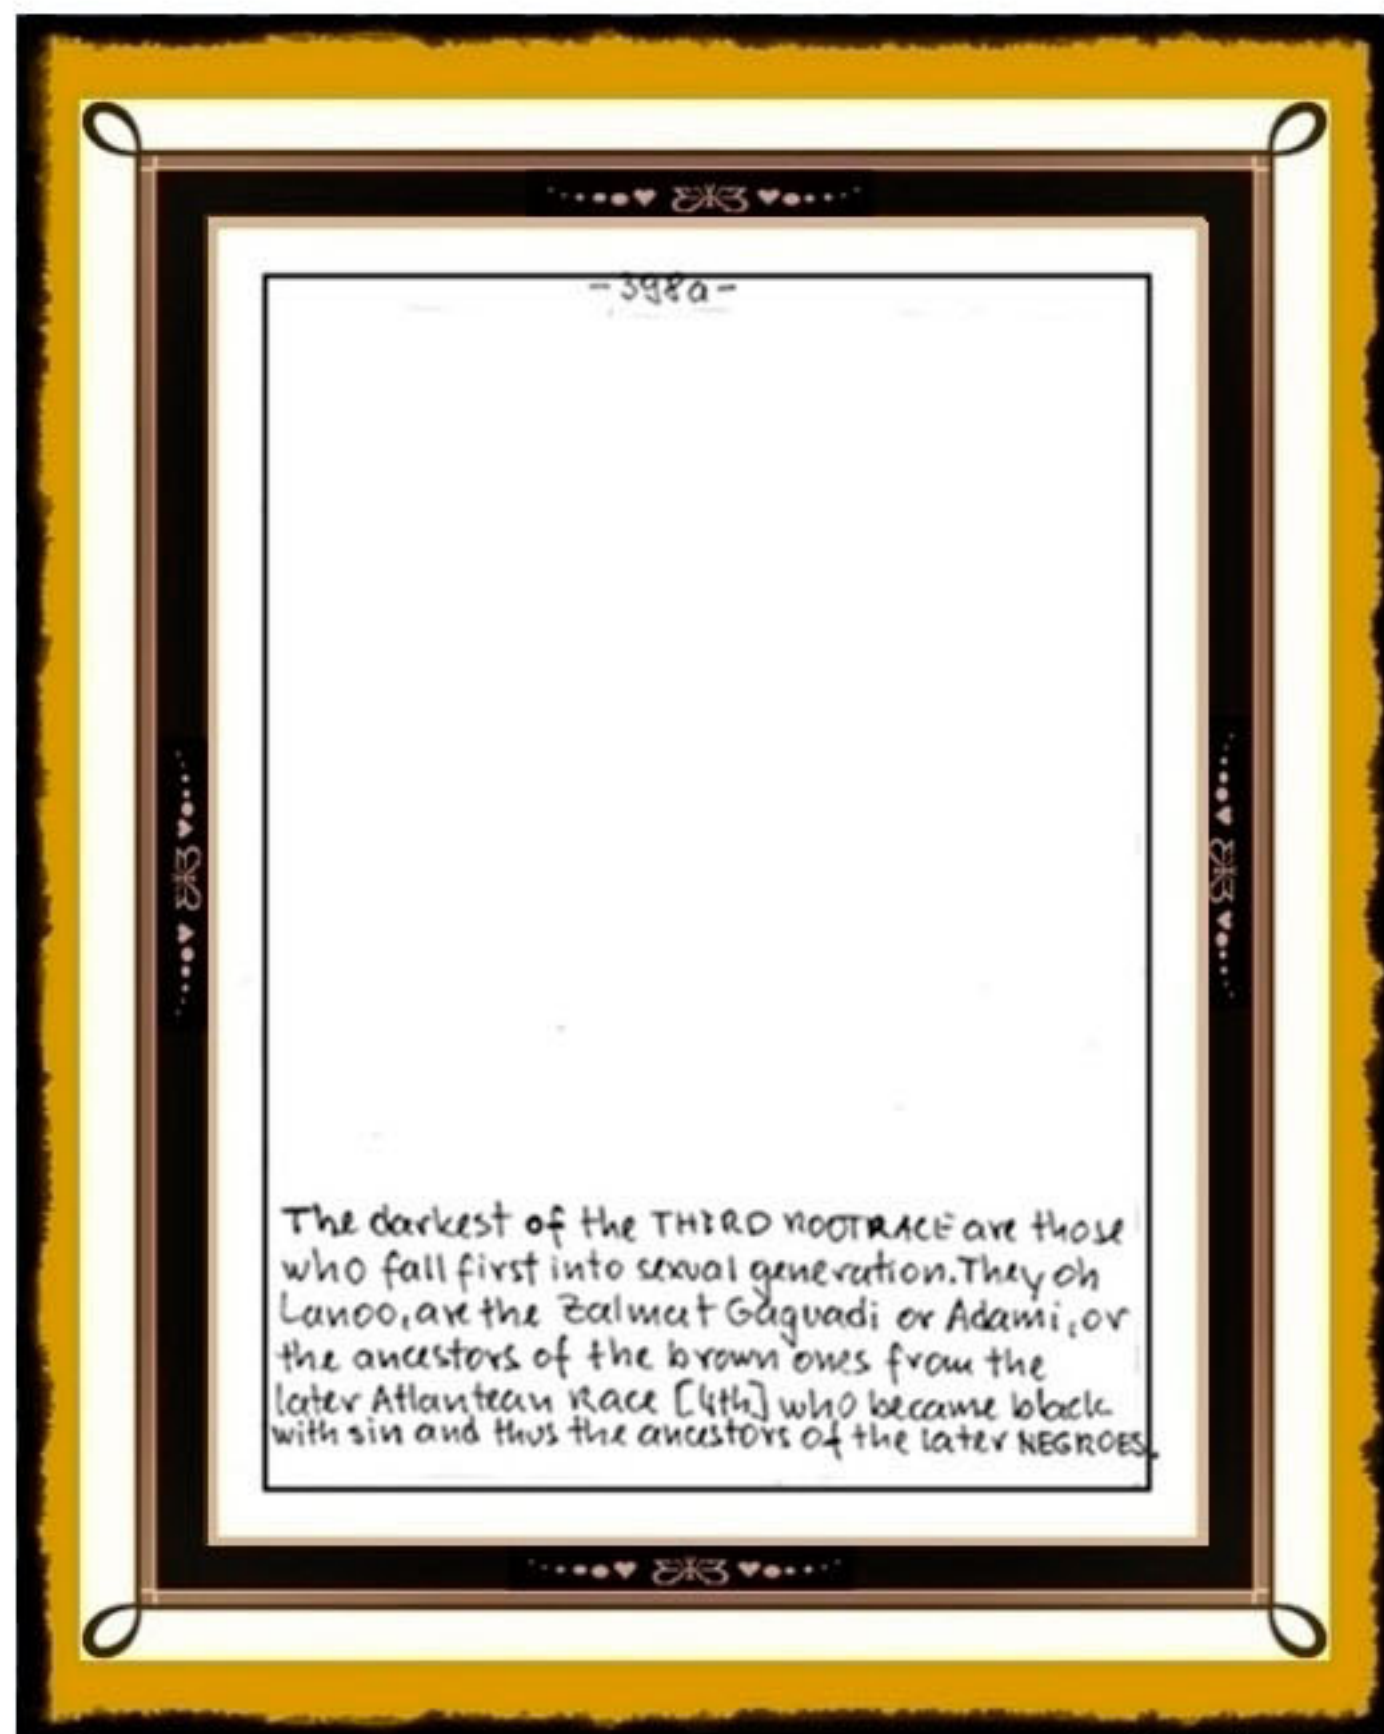 -398a-
The darkest of the THIRD ROOTRACE are those
who fall first into sexual generation. They oh
Lanoo, are the Zalmat Gaguadi or Adami, or
the ancestors of the brown ones from the
later Atlantean Race [4th] who became black
with sin and thus the ancestors of the later NEGROES.